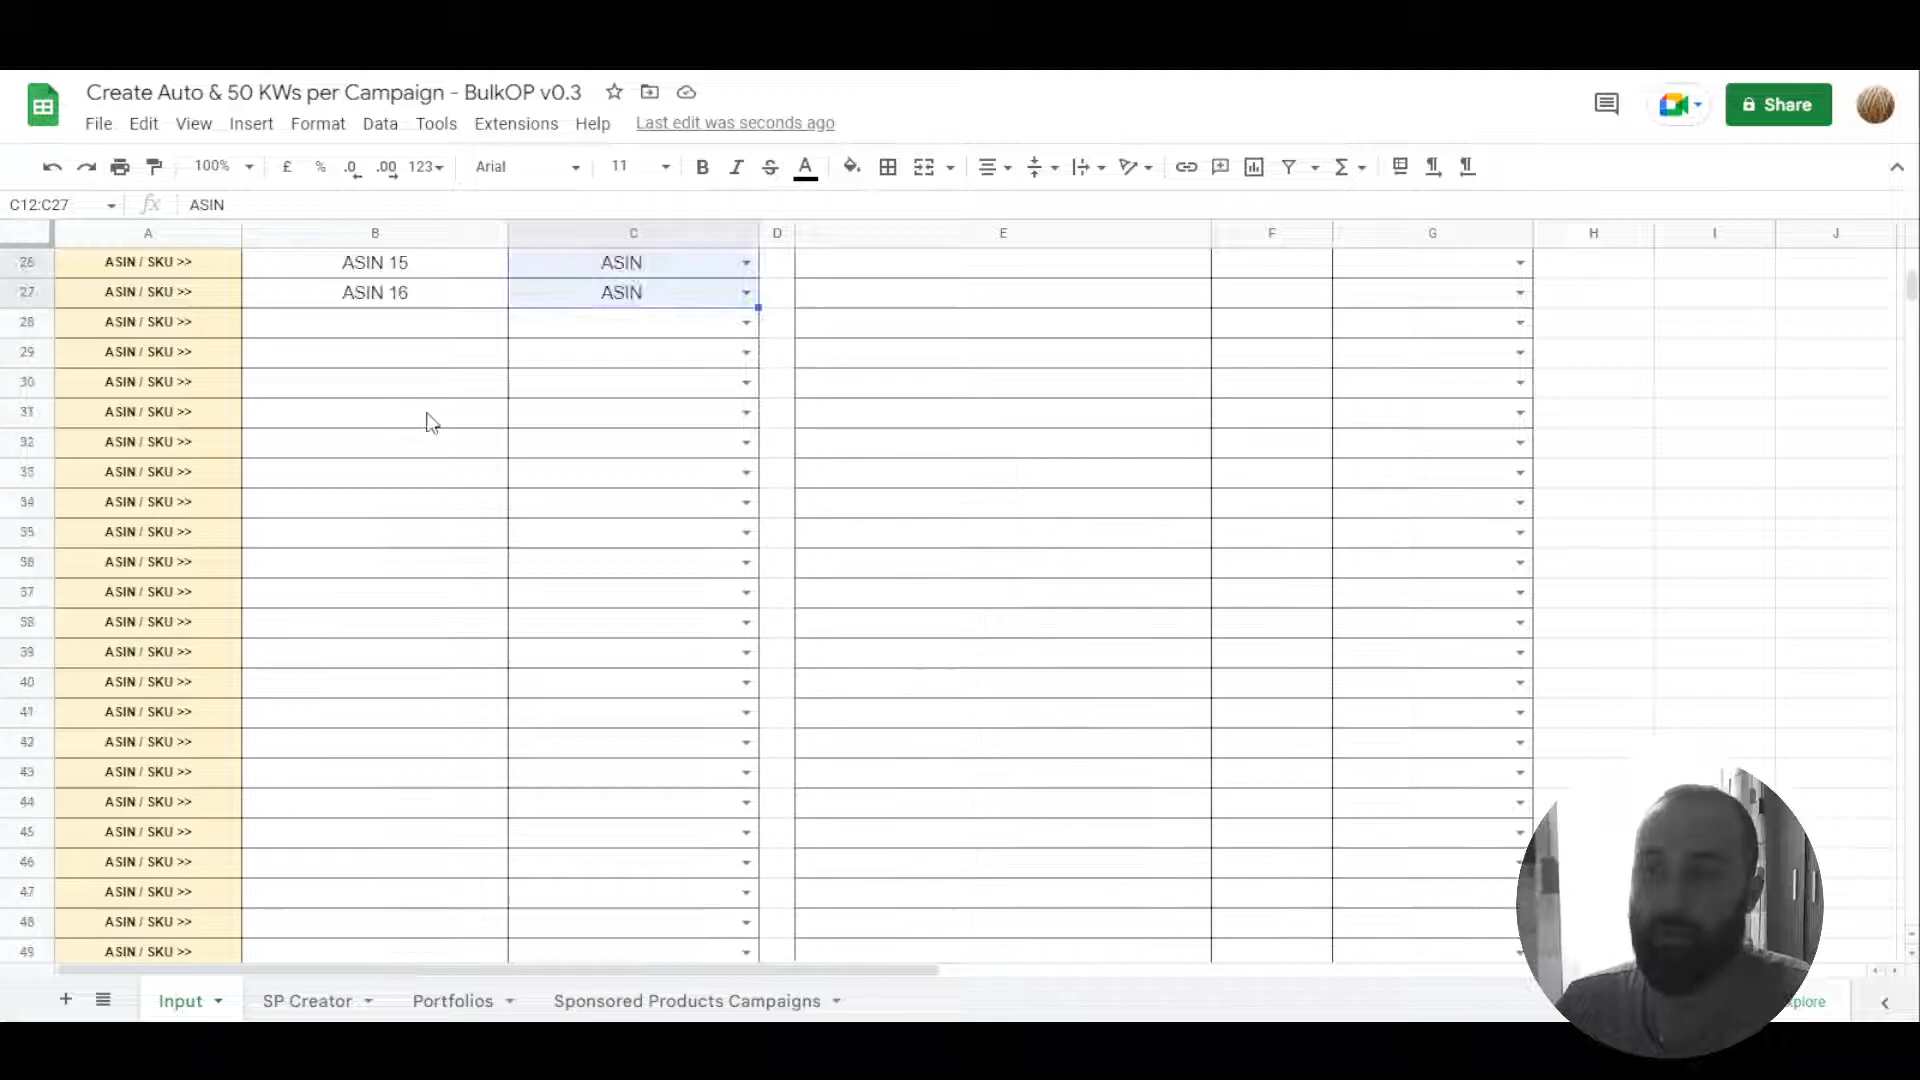 Create Auto & 50 KWs per Campaign - BulkOP v0.3
Share
File Edit View Insert Format Data Tools Extensions Help Last edit was seconds ago
100% £ % .0 .00 123 Arial 11 B I S A
C12:C27 fx ASIN
A B C D E F G H I J
26 ASIN / SKU >> ASIN 15 ASIN
27 ASIN / SKU >> ASIN 16 ASIN
28 ASIN / SKU >>
29 ASIN / SKU >>
30 ASIN / SKU >>
31 ASIN / SKU >>
32 ASIN / SKU >>
33 ASIN / SKU >>
34 ASIN / SKU >>
35 ASIN / SKU >>
36 ASIN / SKU >>
37 ASIN / SKU >>
38 ASIN / SKU >>
39 ASIN / SKU >>
40 ASIN / SKU >>
41 ASIN / SKU >>
42 ASIN / SKU >>
43 ASIN / SKU >>
44 ASIN / SKU >>
45 ASIN / SKU >>
46 ASIN / SKU >>
47 ASIN / SKU >>
48 ASIN / SKU >>
49 ASIN / SKU >>
Input SP Creator Portfolios Sponsored Products Campaigns plore